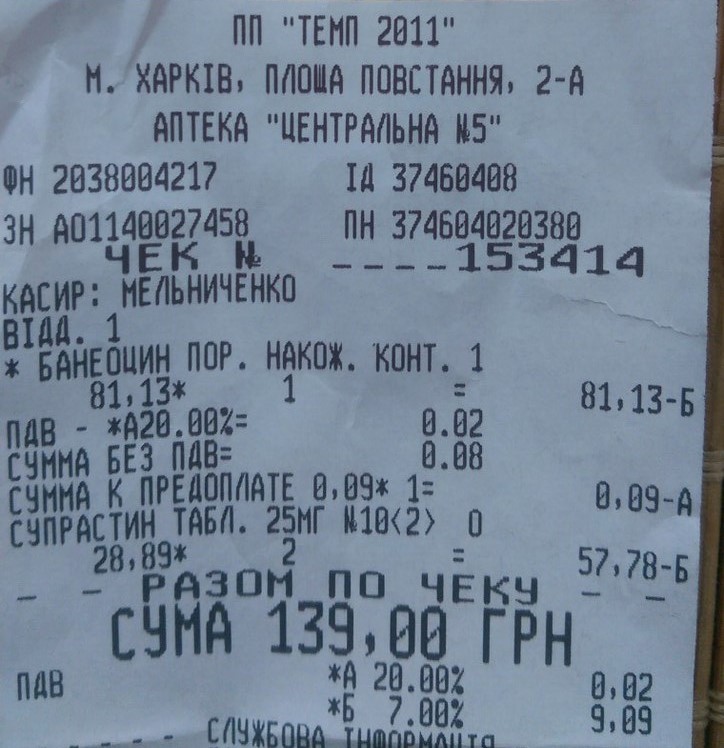 ПП "ТЕМП 2011"
М. ХАРКІВ, ПЛОША ПОВСТАННЯ, 2-А
АПТЕКА "ЦЕНТРАЛЬНА №5"
ФН 2038004217 ІД 37460408
ЗН АО1140027458 ПН 374604020380
ЧЕК № ----153414
КАСИР: МЕЛЬНИЧЕНКО
ВІДД. 1
* БАНЕОЦИН ПОР. НАКОЖ. КОНТ. 1
81,13* 1 = 81,13-Б
ПДВ - *А20.00%= 0.02
СУММА БЕЗ ПДВ= 0.08
СУММА К ПРЕДОПЛАТЕ 0,09* 1= 0,09-А
СУПРАСТИН ТАБЛ. 25МГ №10<2> 0
28,89* 2 = 57,78-Б
- - РАЗОМ ПО ЧЕКУ - -
СУМА 139,00 ГРН
ПДВ *А 20.00% 0,02
*Б 7.00% 9,09
- - - - СЛУЖБОВА ІНФОРМАЦІЯ